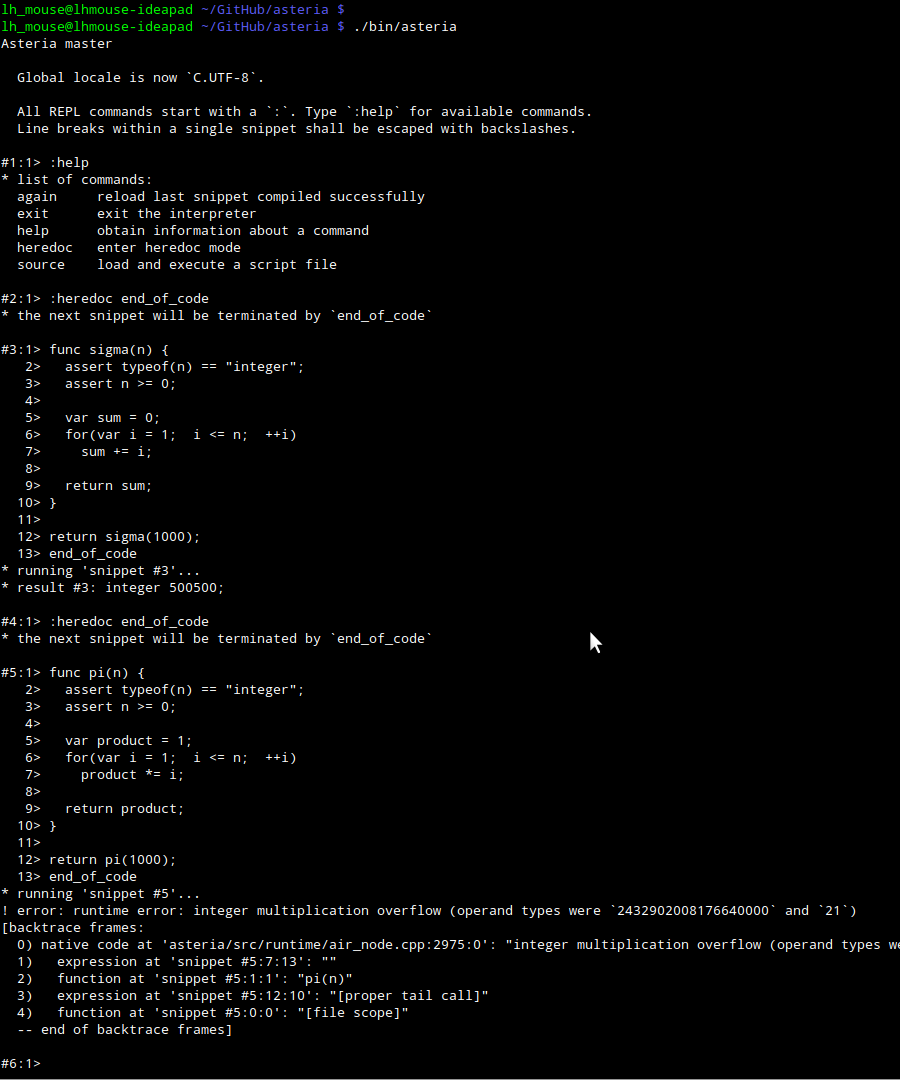 lh_mouse@lhmouse-ideapad ~/GitHub/asteria $
lh_mouse@lhmouse-ideapad ~/GitHub/asteria $ ./bin/asteria
Asteria master
  Global locale is now `C.UTF-8`.
  All REPL commands start with a `:`. Type `:help` for available commands.
  Line breaks within a single snippet shall be escaped with backslashes.
#1:1> :help
* list of commands:
  again     reload last snippet compiled successfully
  exit      exit the interpreter
  help      obtain information about a command
  heredoc   enter heredoc mode
  source    load and execute a script file
#2:1> :heredoc end_of_code
* the next snippet will be terminated by `end_of_code`
#3:1> func sigma(n) {
   2>   assert typeof(n) == "integer";
   3>   assert n >= 0;
   4>
   5>   var sum = 0;
   6>   for(var i = 1;  i <= n;  ++i)
   7>     sum += i;
   8>
   9>   return sum;
  10> }
  11>
  12> return sigma(1000);
  13> end_of_code
* running 'snippet #3'...
* result #3: integer 500500;
#4:1> :heredoc end_of_code
* the next snippet will be terminated by `end_of_code`
#5:1> func pi(n) {
   2>   assert typeof(n) == "integer";
   3>   assert n >= 0;
   4>
   5>   var product = 1;
   6>   for(var i = 1;  i <= n;  ++i)
   7>     product *= i;
   8>
   9>   return product;
  10> }
  11>
  12> return pi(1000);
  13> end_of_code
* running 'snippet #5'...
! error: runtime error: integer multiplication overflow (operand types were `2432902008176640000` and `21`)
[backtrace frames:
  0) native code at 'asteria/src/runtime/air_node.cpp:2975:0': "integer multiplication overflow (operand types we
  1)   expression at 'snippet #5:7:13': ""
  2)   function at 'snippet #5:1:1': "pi(n)"
  3)   expression at 'snippet #5:12:10': "[proper tail call]"
  4)   function at 'snippet #5:0:0': "[file scope]"
  -- end of backtrace frames]
#6:1>